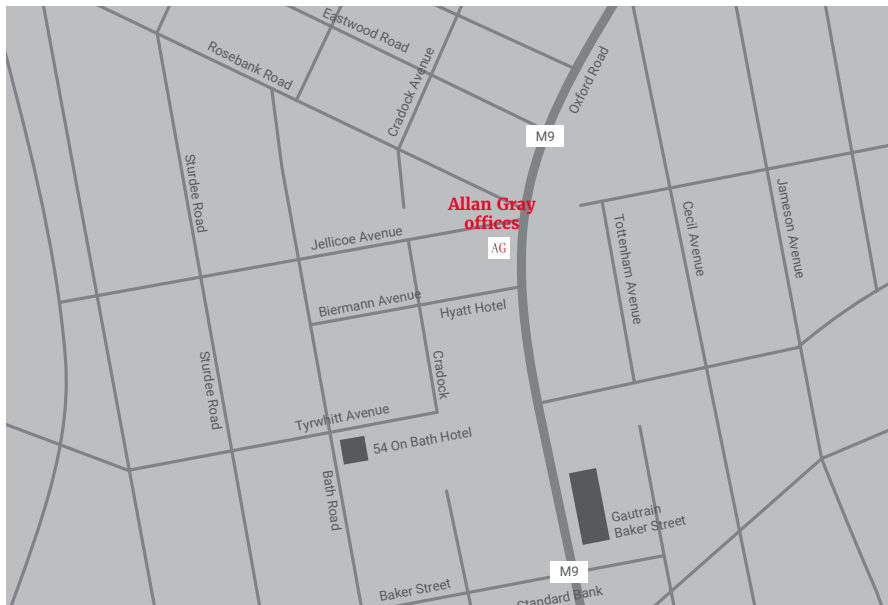 Eastwood Road
Rosebank Road
Cradock Avenue
Oxford Road
M9
Sturdee Road
Allan Gray
offices
AG
Jellicoe Avenue
Tottenham Avenue
Cecil Avenue
Jameson Avenue
Biermann Avenue
Hyatt Hotel
Sturdee Road
Cradock
Tyrwhitt Avenue
54 On Bath Hotel
Bath Road
Gautrain
Baker Street
M9
Baker Street
Standard Bank